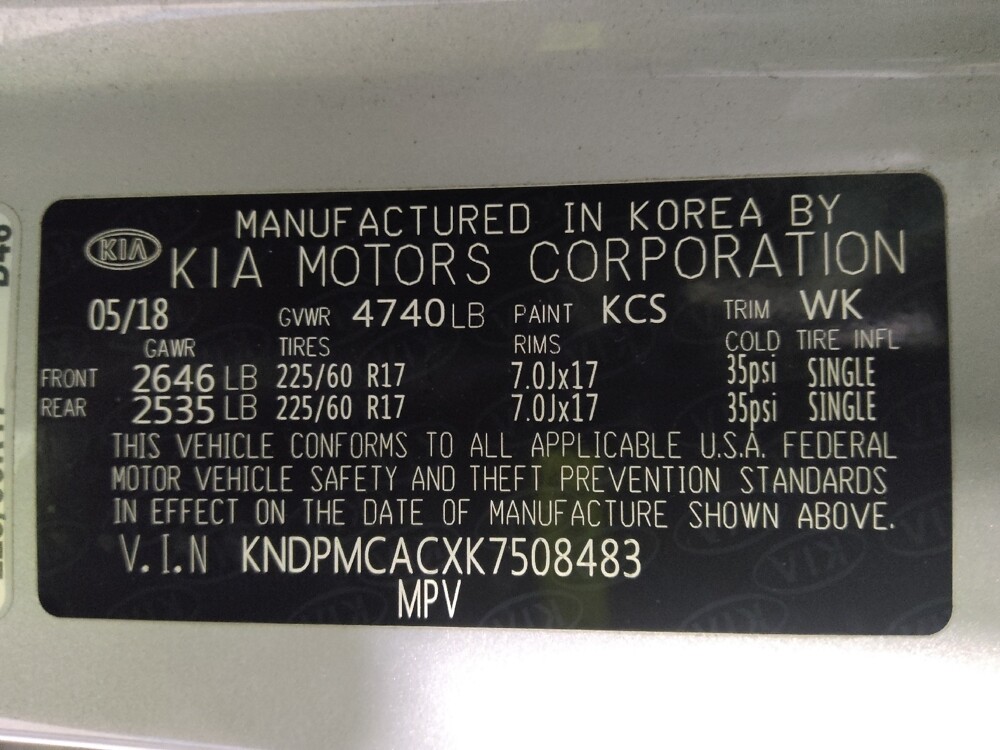 MANUFACTURED IN KOREA BY
KIA KIA MOTORS CORPORATION
05/18 GVWR 4740 LB PAINT KCS TRIM WK
GAWR TIRES RIMS COLD TIRE INFL
FRONT 2646 LB 225/60 R17 7.0Jx17 35psi SINGLE
REAR 2535 LB 225/60 R17 7.0Jx17 35psi SINGLE
THIS VEHICLE CONFORMS TO ALL APPLICABLE U.S.A. FEDERAL
MOTOR VEHICLE SAFETY AND THEFT PREVENTION STANDARDS
IN EFFECT ON THE DATE OF MANUFACTURE SHOWN ABOVE.
V.I.N KNDPMCACXK7508483
MPV